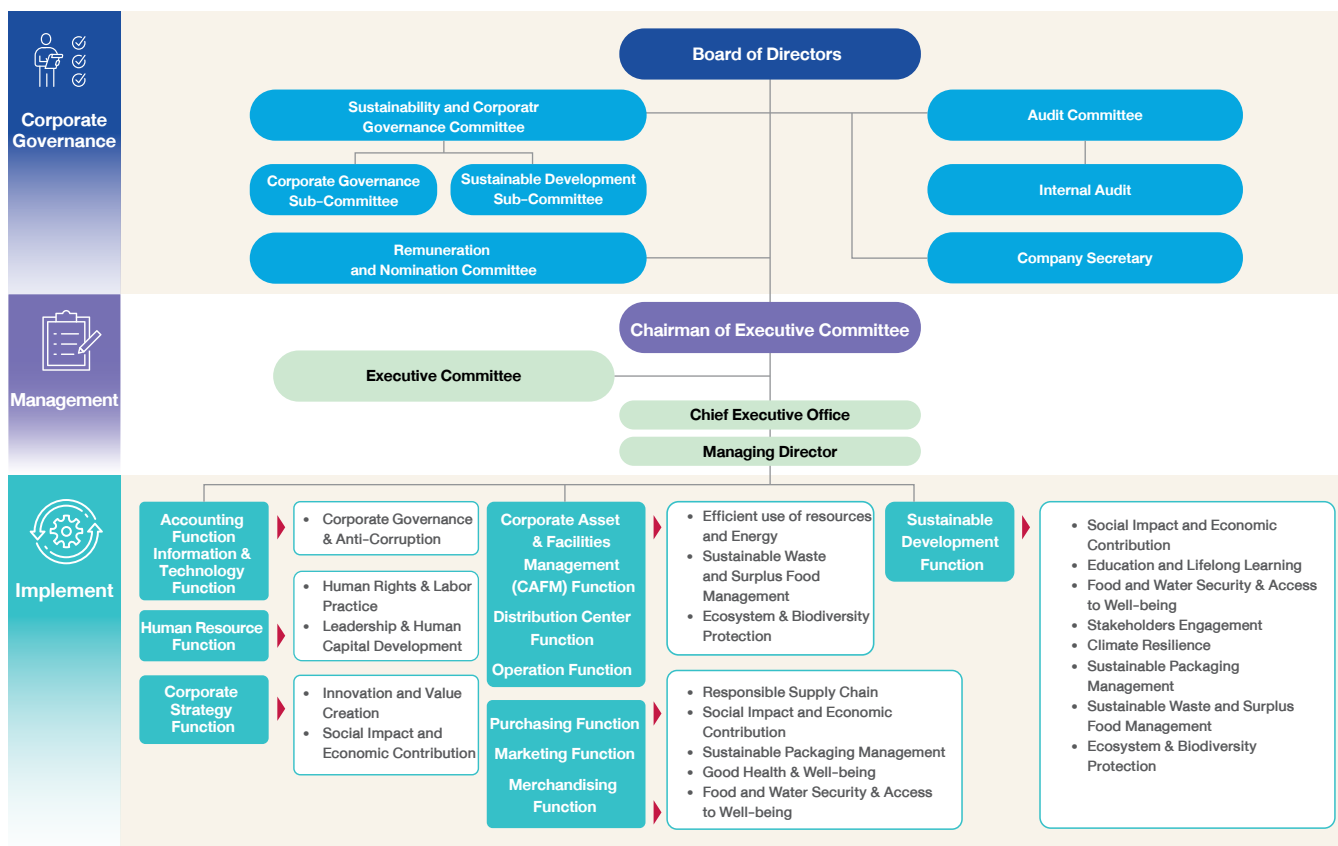 Corporate
Governance
Board of Directors
Sustainability and Corporatr
Governance Committee
Audit Committee
Corporate Governance
Sub-Committee
Sustainable Development
Sub-Committee
Internal Audit
Remuneration
and Nomination Committee
Company Secretary
Management
Chairman of Executive Committee
Executive Committee
Chief Executive Office
Managing Director
Implement
Accounting
Function
Information &
Technology
Function
• Corporate Governance
& Anti-Corruption
Human Resource
Function
• Human Rights & Labor
Practice
• Leadership & Human
Capital Development
Corporate
Strategy
Function
• Innovation and Value
Creation
• Social Impact and
Economic Contribution
Corporate Asset
& Facilities
Management
(CAFM) Function
Distribution Center
Function
Operation Function
• Efficient use of resources
and Energy
• Sustainable Waste
and Surplus Food
Management
• Ecosystem & Biodiversity
Protection
Purchasing Function
Marketing Function
Merchandising
Function
• Responsible Supply Chain
• Social Impact and Economic
Contribution
• Sustainable Packaging Management
• Good Health & Well-being
• Food and Water Security & Access
to Well-being
Sustainable
Development
Function
• Social Impact and Economic
Contribution
• Education and Lifelong Learning
• Food and Water Security & Access
to Well-being
• Stakeholders Engagement
• Climate Resilience
• Sustainable Packaging
Management
• Sustainable Waste and Surplus
Food Management
• Ecosystem & Biodiversity
Protection